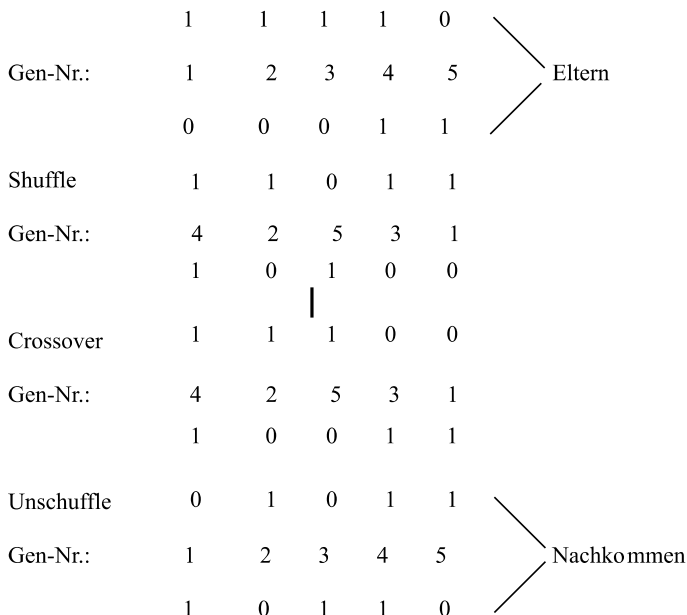 1 1 1 1 0
Gen-Nr.: 1 2 3 4 5 Eltern
0 0 0 1 1
Shuffle 1 1 0 1 1
Gen-Nr.: 4 2 5 3 1
1 0 1 0 0
Crossover 1 1 1 0 0
Gen-Nr.: 4 2 5 3 1
1 0 0 1 1
Unschuffle 0 1 0 1 1
Gen-Nr.: 1 2 3 4 5 Nachkommen
1 0 1 1 0